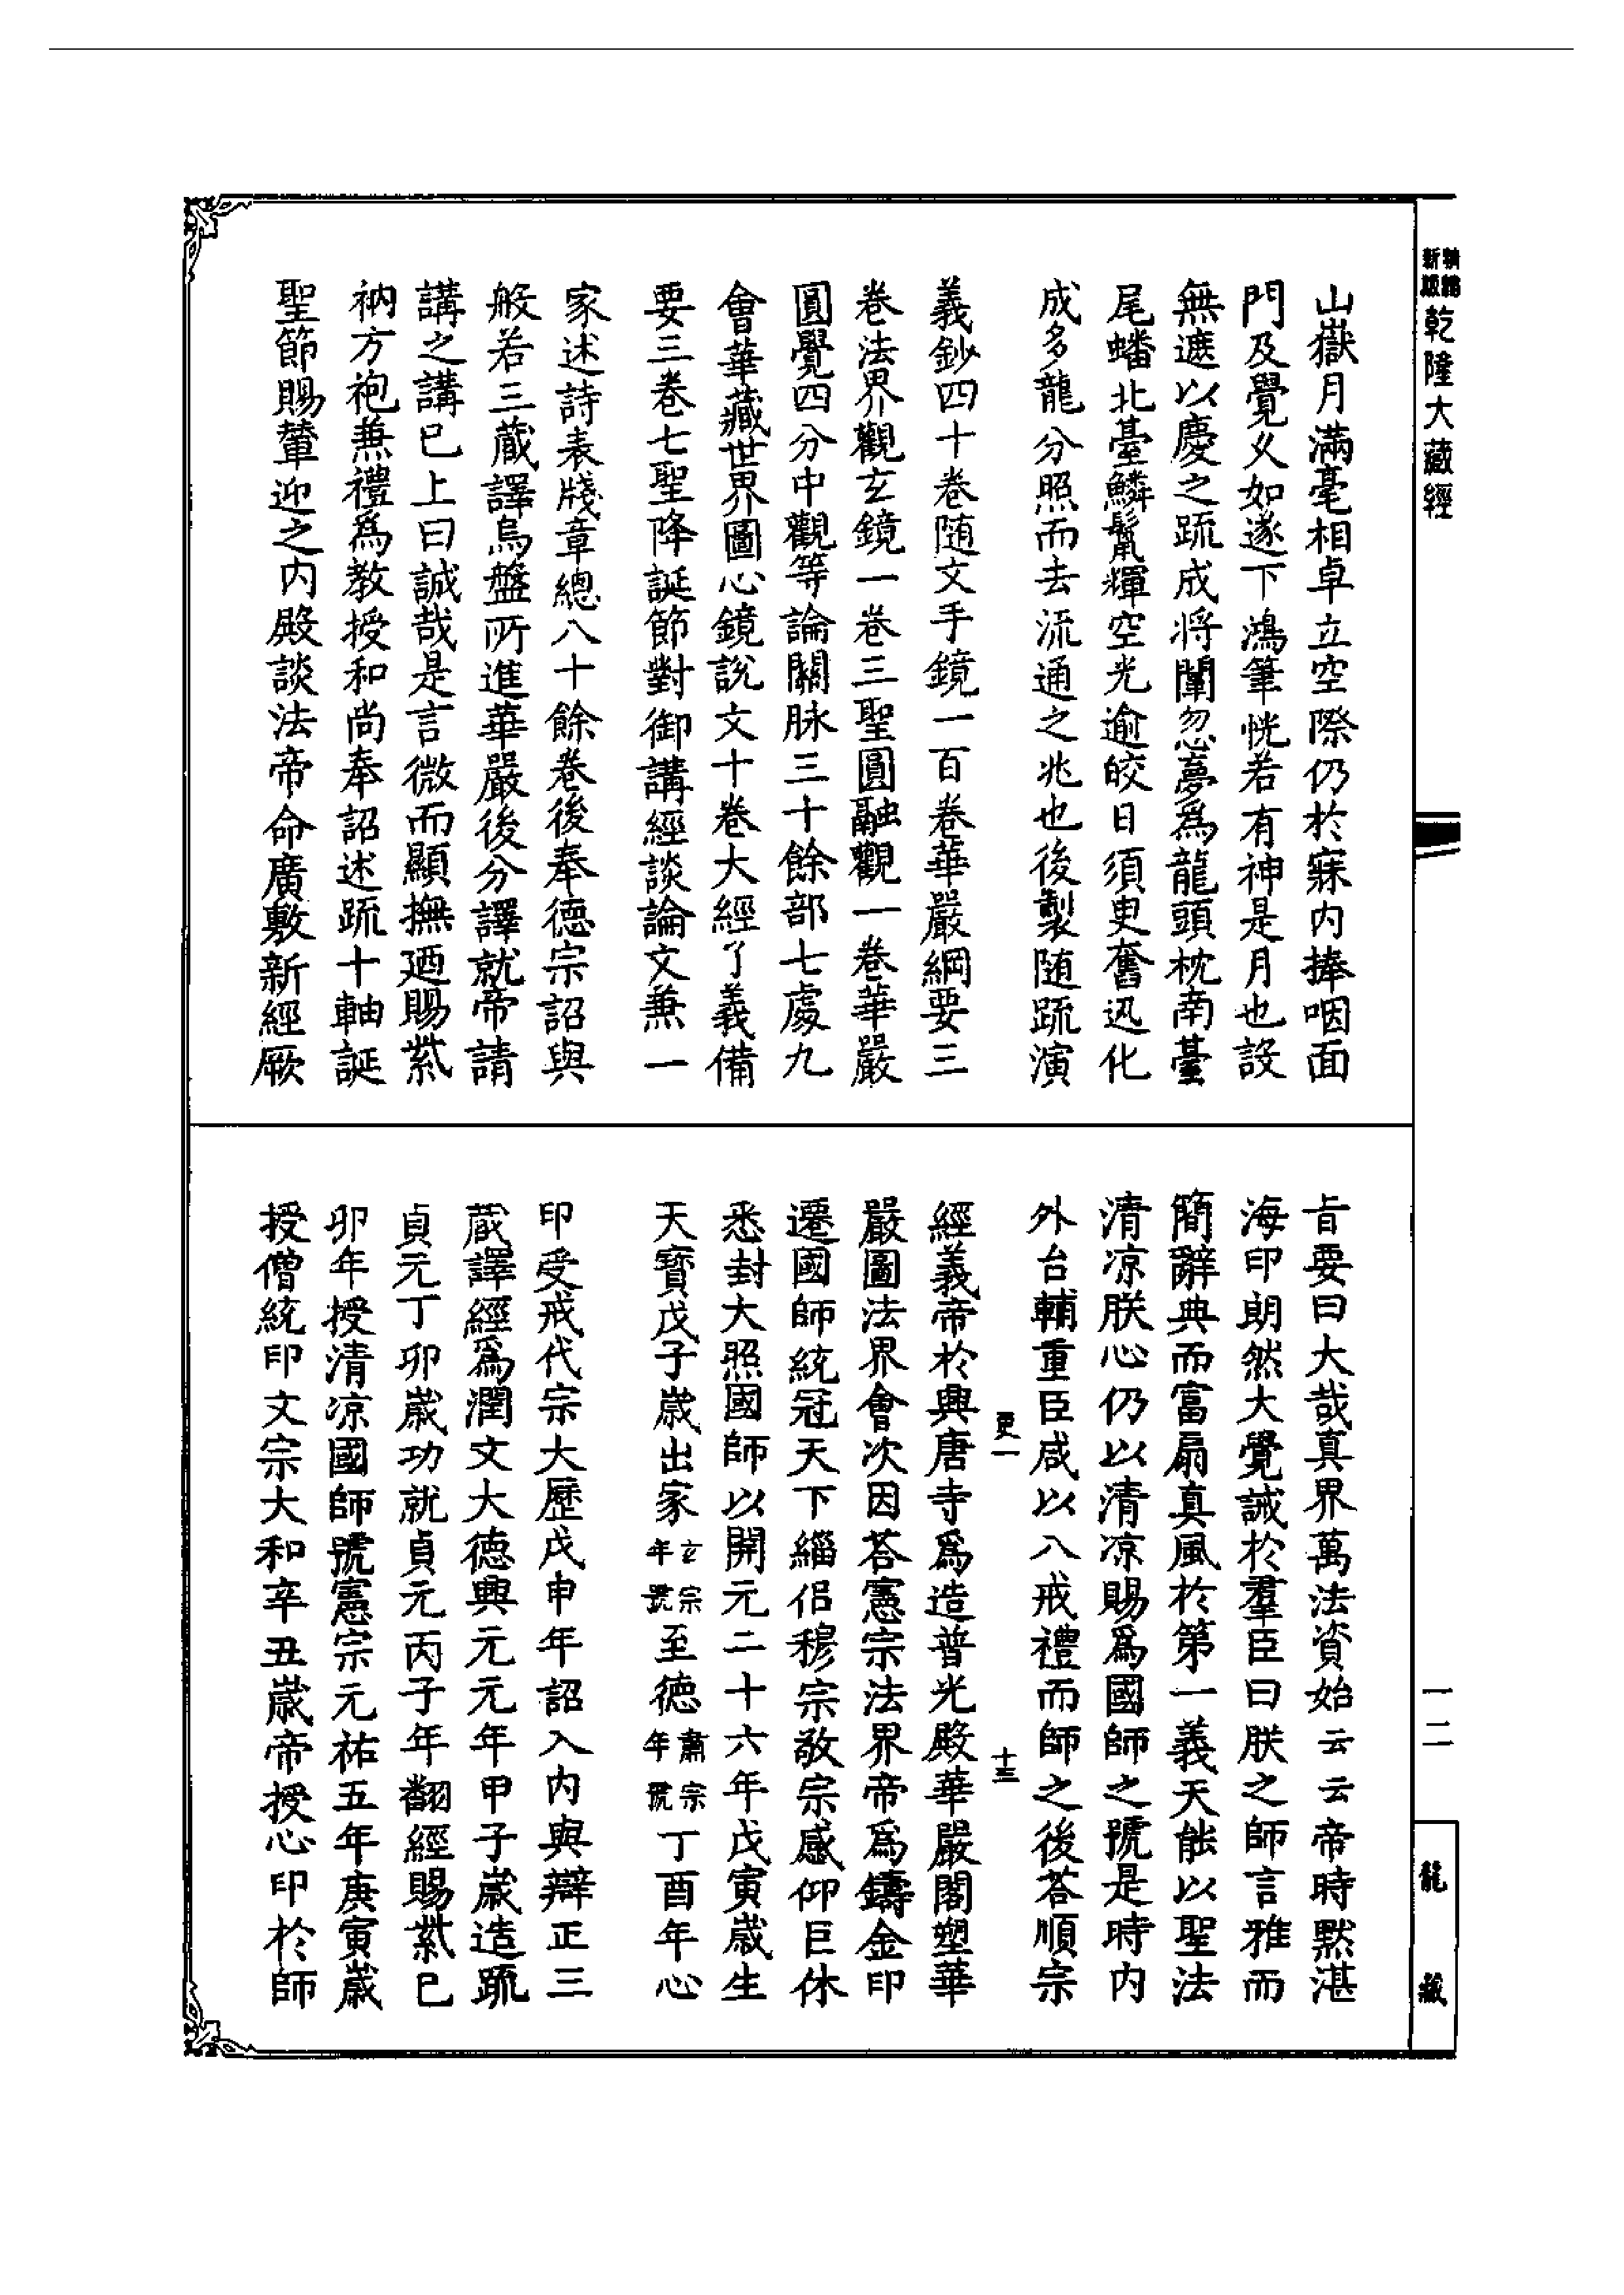 新編
新版
乾隆大藏經
山嶽月滿毫相卓立空際仍於寐內捧咽面
門及覺乆如遂下鴻筆恍若有神是月也設
無遮以慶之䟽成將闡忽夢爲龍頭枕南臺
尾蟠北臺鱗鬣輝空光逾皎日須臾奮迅化
成多龍分照而去流通之兆也後製随䟽演
義鈔四十卷随文手鏡一百卷華嚴綱要三
卷法界觀玄鏡一卷三聖圓融觀一卷華嚴
圓覺四分中觀等論關脉三十餘部七處九
會華藏世界圖心鏡說文十卷大經了義備
要三卷七聖降誕節對御講經談論文兼一
家述詩表牋章總八十餘卷後奉德宗詔與
般若三藏譯烏盤所進華嚴後分譯就帝請
講之講已上曰誠哉是言微而顯撫迺賜紫
衲方袍兼禮爲教授和尚奉詔述䟽十軸誕
聖節賜輦迎之內殿談法帝命廣敷新經厥
旨要曰大哉真界萬法資始云云帝時默湛
海印朗然大覺誡於羣臣曰朕之師言雅而
簡辭典而富扇真風於第一義天能以聖法
清凉朕心仍以清凉賜爲國師之號是時內
外台輔重臣咸以八戒禮而師之後荅順宗
更一
十三
經義帝於興唐寺爲造普光殿華嚴閣塑華
嚴圖法界會次因荅憲宗法界帝爲鑄金印
遷國師統冠天下緇侶穆宗敬宗感仰巨休
悉封大照國師以開元二十六年戊寅歲生
天寶戊子歲出家玄宗年號至德肅宗年號丁酉年心
印受戒代宗大歷戊申年詔入內與辯正三
藏譯經爲潤文大德興元元年甲子歲造䟽
貞元丁卯歲功就貞元丙子年翻經賜紫已
卯年授清凉國師號憲宗元祐五年庚寅歲
授僧統印文宗大和辛丑歲帝授心印於師
一二
龍藏